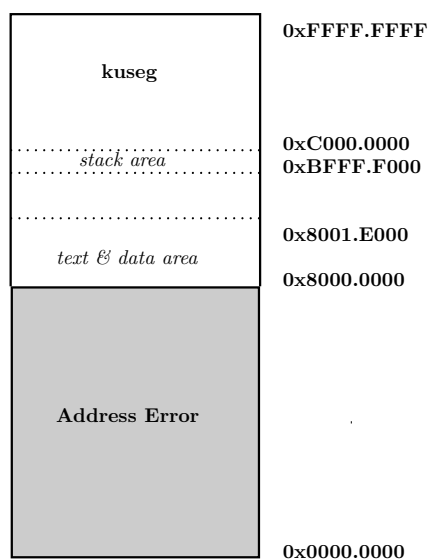 0xFFFF.FFFF
kuseg
0xC000.0000
stack area
0xBFFF.F000
0x8001.E000
text & data area
0x8000.0000
Address Error
0x0000.0000